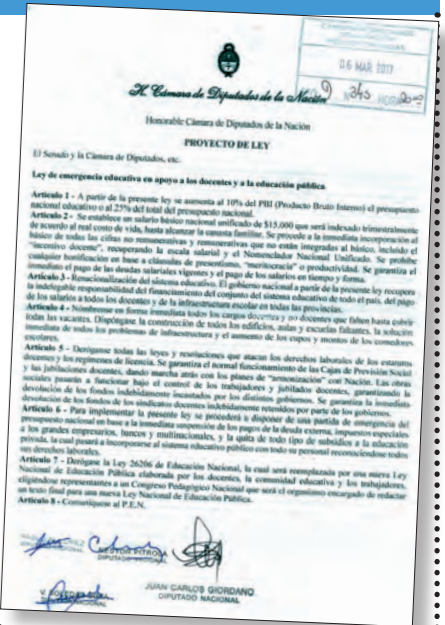 06 MAR 2017
H. Cámara de Diputados de la Nación
Honorable Cámara de Diputados de la Nación
PROYECTO DE LEY
El Senado y la Cámara de Diputados, etc.
Ley de emergencia educativa en apoyo a los docentes y a la educación pública
Artículo 1 - A partir de la presente ley se aumenta al 10% del PBI (Producto Bruto Interno) el presupuesto
nacional educativo o al 25% del total del presupuesto nacional.
Artículo 2 - Se establece un salario básico nacional unificado de $15.000 que será indexado trimestralmente
de acuerdo al real costo de vida, hasta alcanzar la canasta familiar. Se procede a la inmediata incorporación al
básico de todas las cifras no remunerativas y remunerativas que no están integradas al básico, incluido el
"incentivo docente", recuperando la escala salarial y el Nomenclador Nacional Unificado. Se prohíbe
cualquier bonificación en base a cláusulas de presentismo, "meritocracia" o productividad. Se garantiza el
inmediato el pago de las deudas salariales vigentes y el pago de los salarios en tiempo y forma.
Artículo 3 - Renacionalización del sistema educativo. El gobierno nacional a partir de la presente ley recupera
la indelegable responsabilidad del financiamiento del conjunto del sistema educativo de todo el país, del pago
de los salarios a todos los docentes y de la infraestructura escolar en todas las provincias.
Artículo 4 - Nómbrense en forma inmediata todos los cargos docentes y no docentes que falten hasta cubrir
todas las vacantes. Dispóngase la construcción de todos los edificios, aulas y escuelas faltantes, la solución
inmediata de todos los problemas de infraestructura y el aumento de los cupos y montos de los comedores
escolares.
Artículo 5 - Deróganse todas las leyes y resoluciones que atacan los derechos laborales de los estatutos
docentes y los regímenes de licencia. Se garantiza el normal funcionamiento de las Cajas de Previsión Social
y las jubilaciones docentes, dando marcha atrás con los planes de "armonización" con Nación. Las obras
sociales pasarán a funcionar bajo el control de los trabajadores y jubilados docentes, garantizando la
devolución de los fondos indebidamente incautados por los distintos gobiernos. Se garantiza la inmediata
devolución de los fondos de los sindicatos docentes indebidamente retenidos por parte de los gobiernos.
Artículo 6 - Para implementar la presente ley se procederá a disponer de una partida de emergencia del
presupuesto nacional en base a la inmediata suspensión de los pagos de la deuda externa, impuestos especiales
a los grandes empresarios, bancos y multinacionales, y la quita de todo tipo de subsidios a la educación
privada, la cual pasará a incorporarse al sistema educativo público con todo su personal reconociéndose todos
sus derechos laborales.
Artículo 7 - Derógase la Ley 26206 de Educación Nacional, la cual será reemplazada por una nueva Ley
Nacional de Educación Pública elaborada por los docentes, la comunidad educativa y los trabajadores,
eligiéndose representantes a un Congreso Pedagógico Nacional que será el organismo encargado de redactar
un texto final para una nueva Ley Nacional de Educación Pública.
Artículo 8 - Comuníquese al P.E.N.
NESTOR PITROLA
DIPUTADO NACIONAL
JUAN CARLOS GIORDANO
DIPUTADO NACIONAL